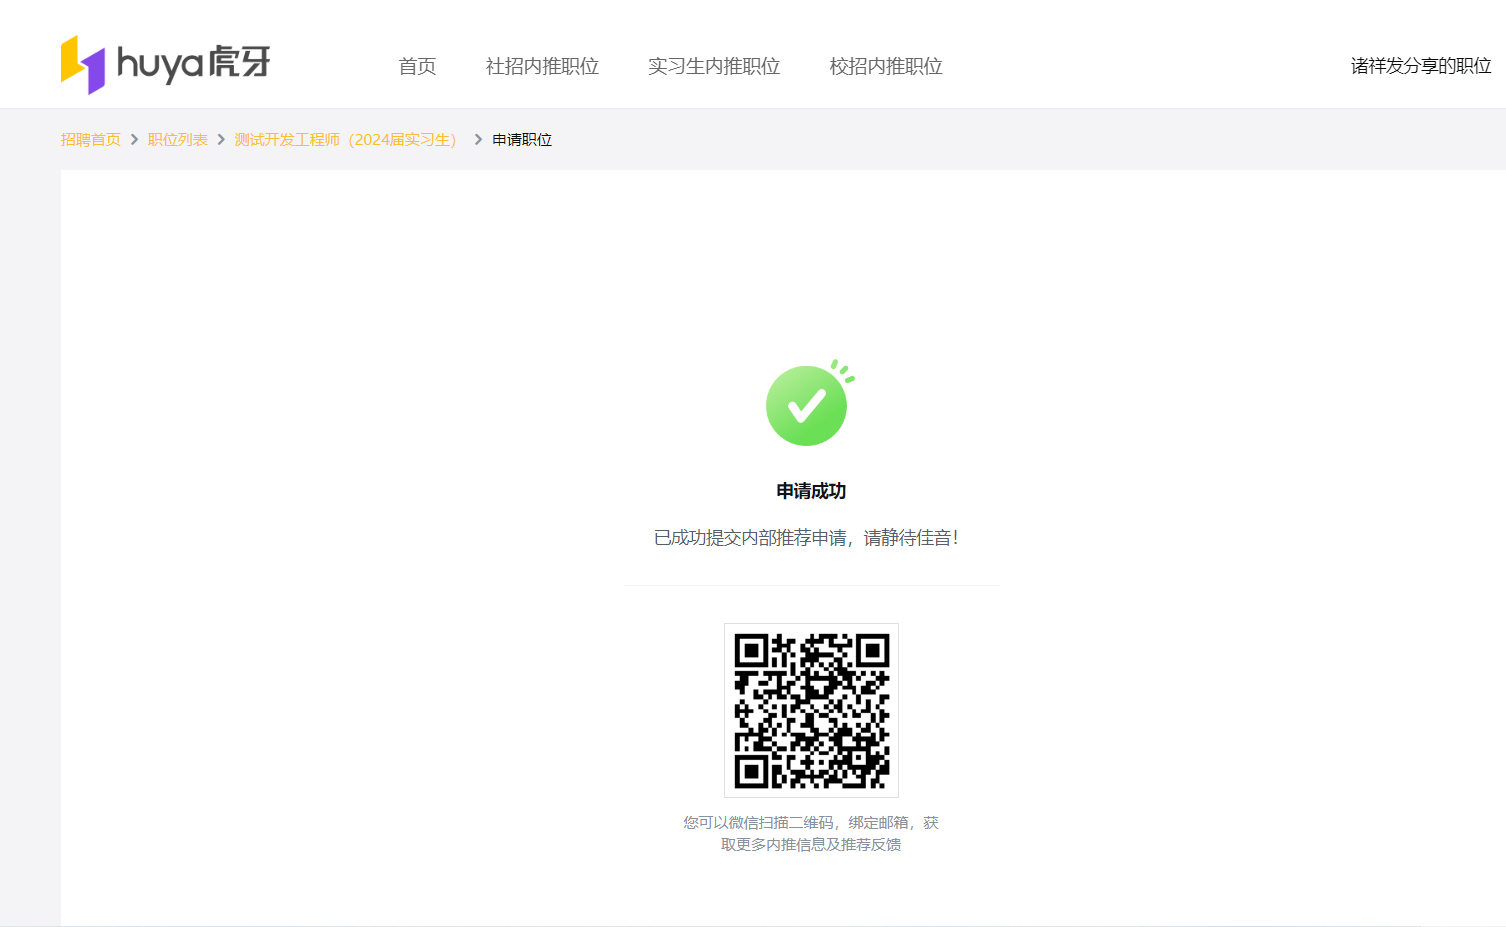 huya虎牙
首页 社招内推职位 实习生内推职位 校招内推职位 诸祥发分享的职位
招聘首页 > 职位列表 > 测试开发工程师（2024届实习生） > 申请职位
申请成功
已成功提交内部推荐申请，请静待佳音！
您可以微信扫描二维码，绑定邮箱，获
取更多内推信息及推荐反馈